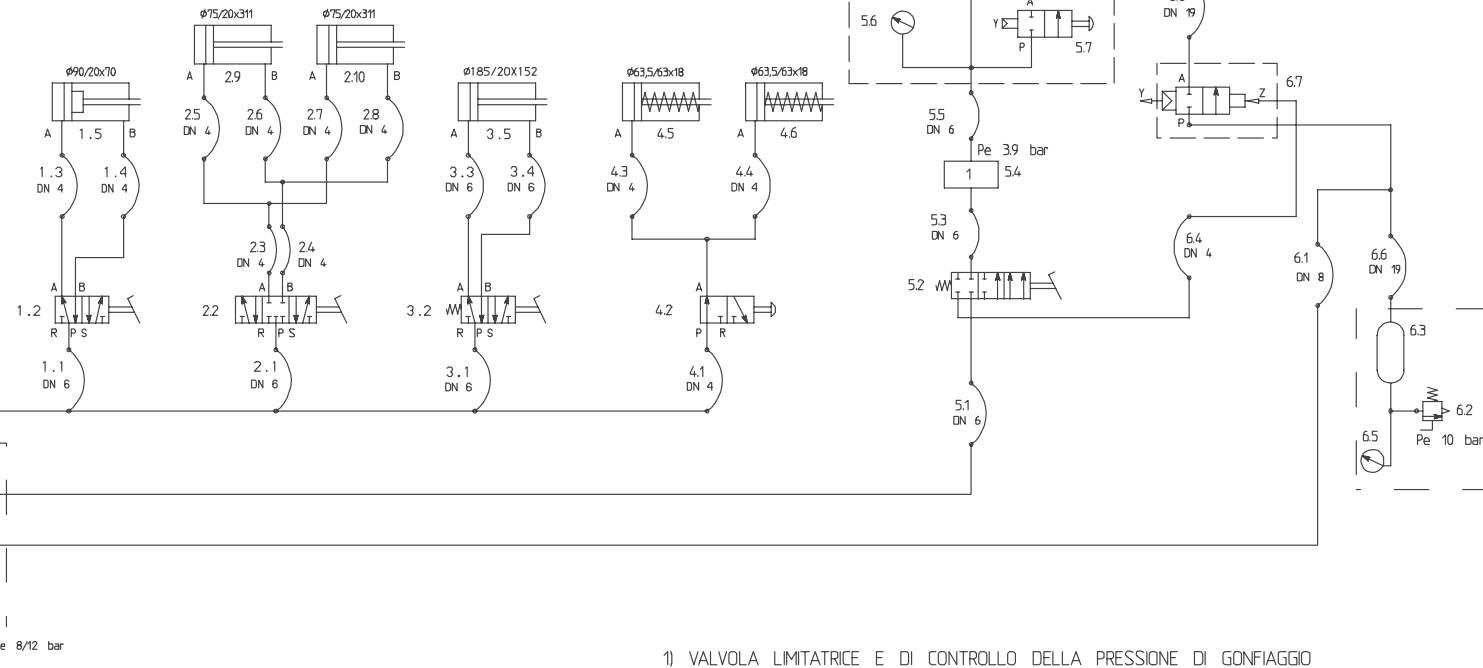 Ø75/20x311
Ø75/20x311
A
5.6
Y
P
5.7
DN 19
A 2.9 B
A 2.10 B
Ø90/20x70
Ø185/20X152
Ø63,5/63x18
Ø63,5/63x18
A
6.7
Y
Z
P
2.5
DN 4
2.6
DN 4
2.7
DN 4
2.8
DN 4
A 1.5 B
A 3.5 B
A 4.5
A 4.6
5.5
DN 6
Pe 3.9 bar
1
5.4
1.3
DN 4
1.4
DN 4
3.3
DN 6
3.4
DN 6
4.3
DN 4
4.4
DN 4
5.3
DN 6
2.3
DN 4
2.4
DN 4
6.4
DN 4
6.1
DN 8
6.6
DN 19
A B
1.2
R P S
A B
2.2
R P S
A B
3.2
R P S
A
4.2
P R
5.2
1.1
DN 6
2.1
DN 6
3.1
DN 6
4.1
DN 4
5.1
DN 6
6.3
6.2
6.5
Pe 10 bar
e 8/12 bar
1) VALVOLA LIMITATRICE E DI CONTROLLO DELLA PRESSIONE DI GONFIAGGIO